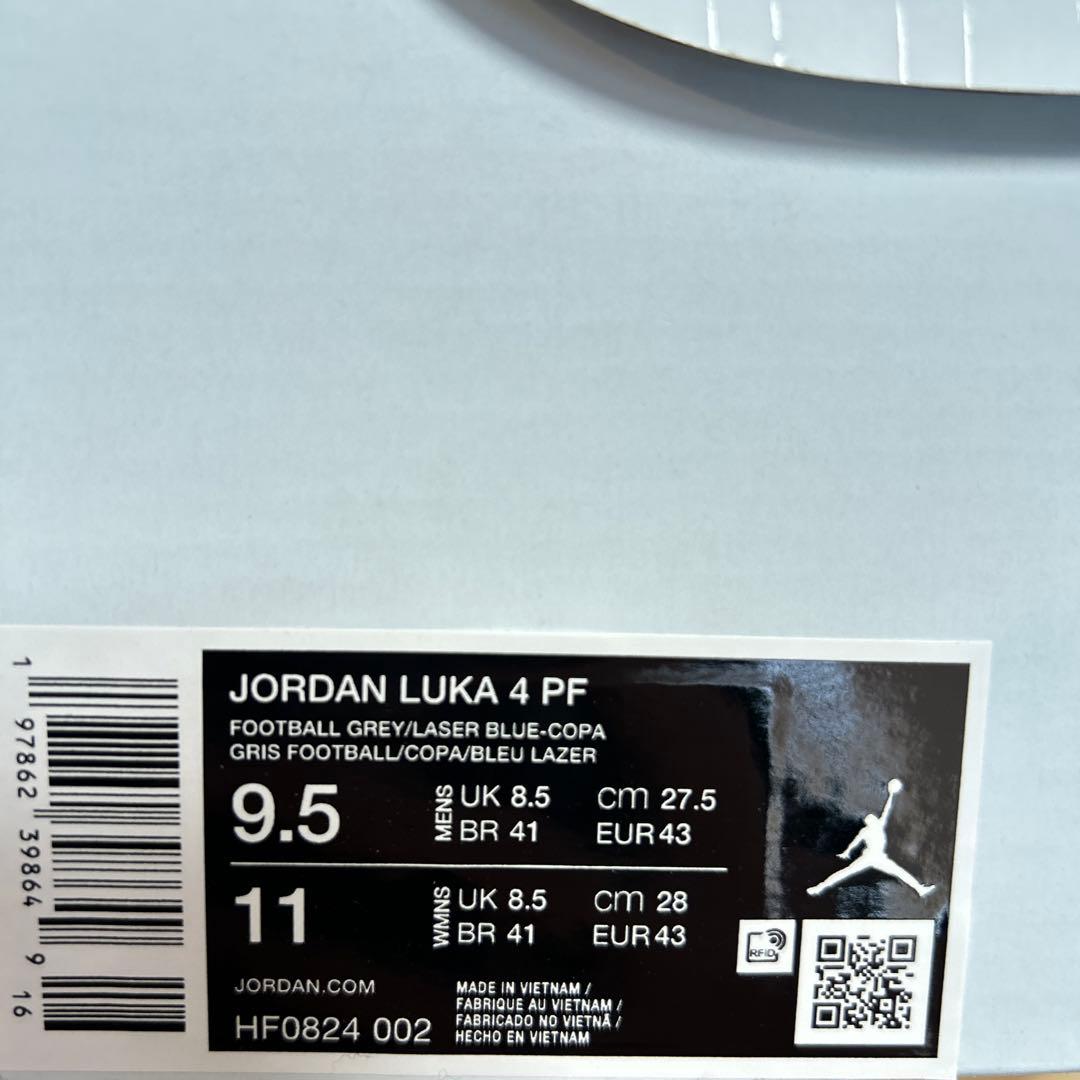 JORDAN LUKA 4 PF
FOOTBALL GREY/LASER BLUE-COPA
GRIS FOOTBALL/COPA/BLEU LAZER
9.5 MENS UK 8.5 cm 27.5
BR 41 EUR 43
11 WMNS UK 8.5 cm 28
BR 41 EUR 43
RFID
JORDAN.COM
HF0824 002
MADE IN VIETNAM /
FABRIQUE AU VIETNAM /
FABRICADO NO VIETNÃ /
HECHO EN VIETNAM
1 97862 39864 9 16